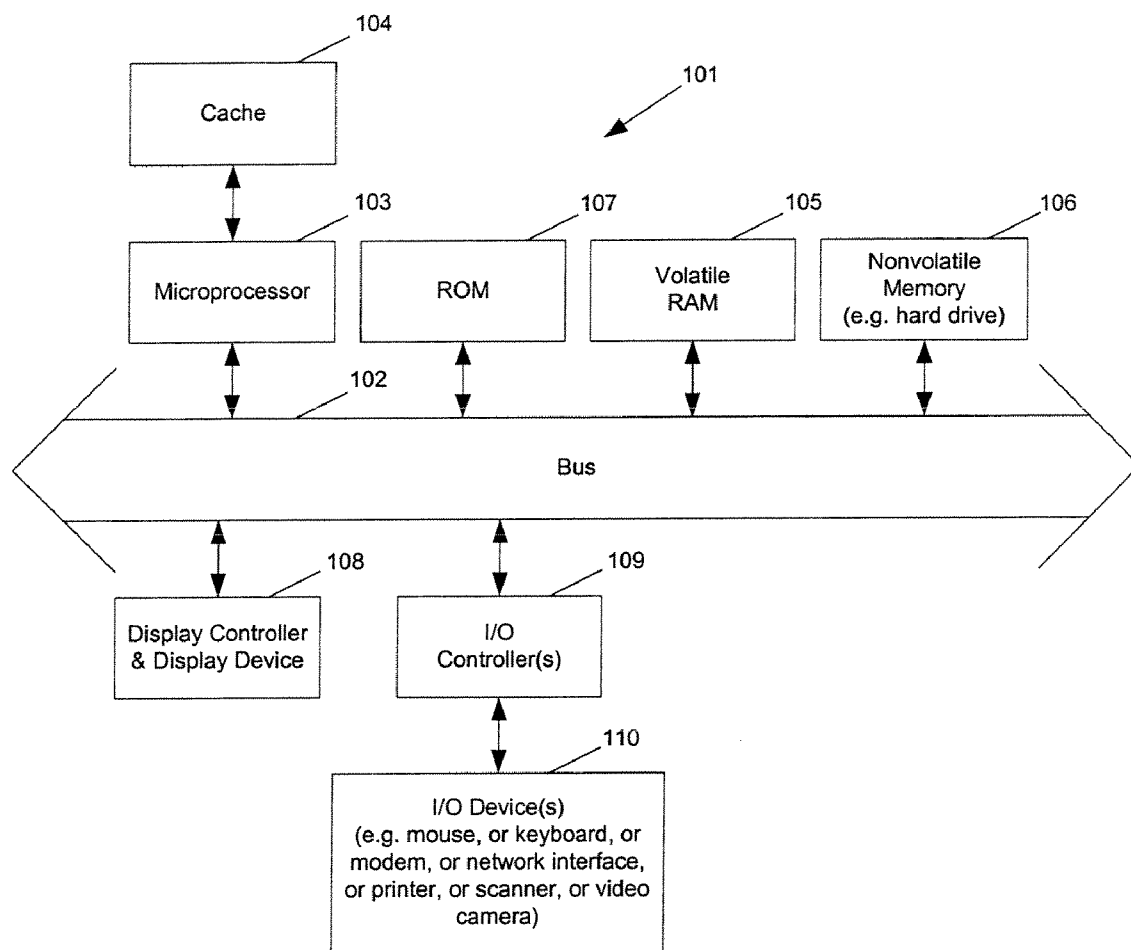 104
Cache
101
103
107
105
106
Microprocessor
ROM
Volatile
RAM
Nonvolatile
Memory
(e.g. hard drive)
102
Bus
108
109
Display Controller
& Display Device
I/O
Controller(s)
110
I/O Device(s)
(e.g. mouse, or keyboard, or
modem, or network interface,
or printer, or scanner, or video
camera)